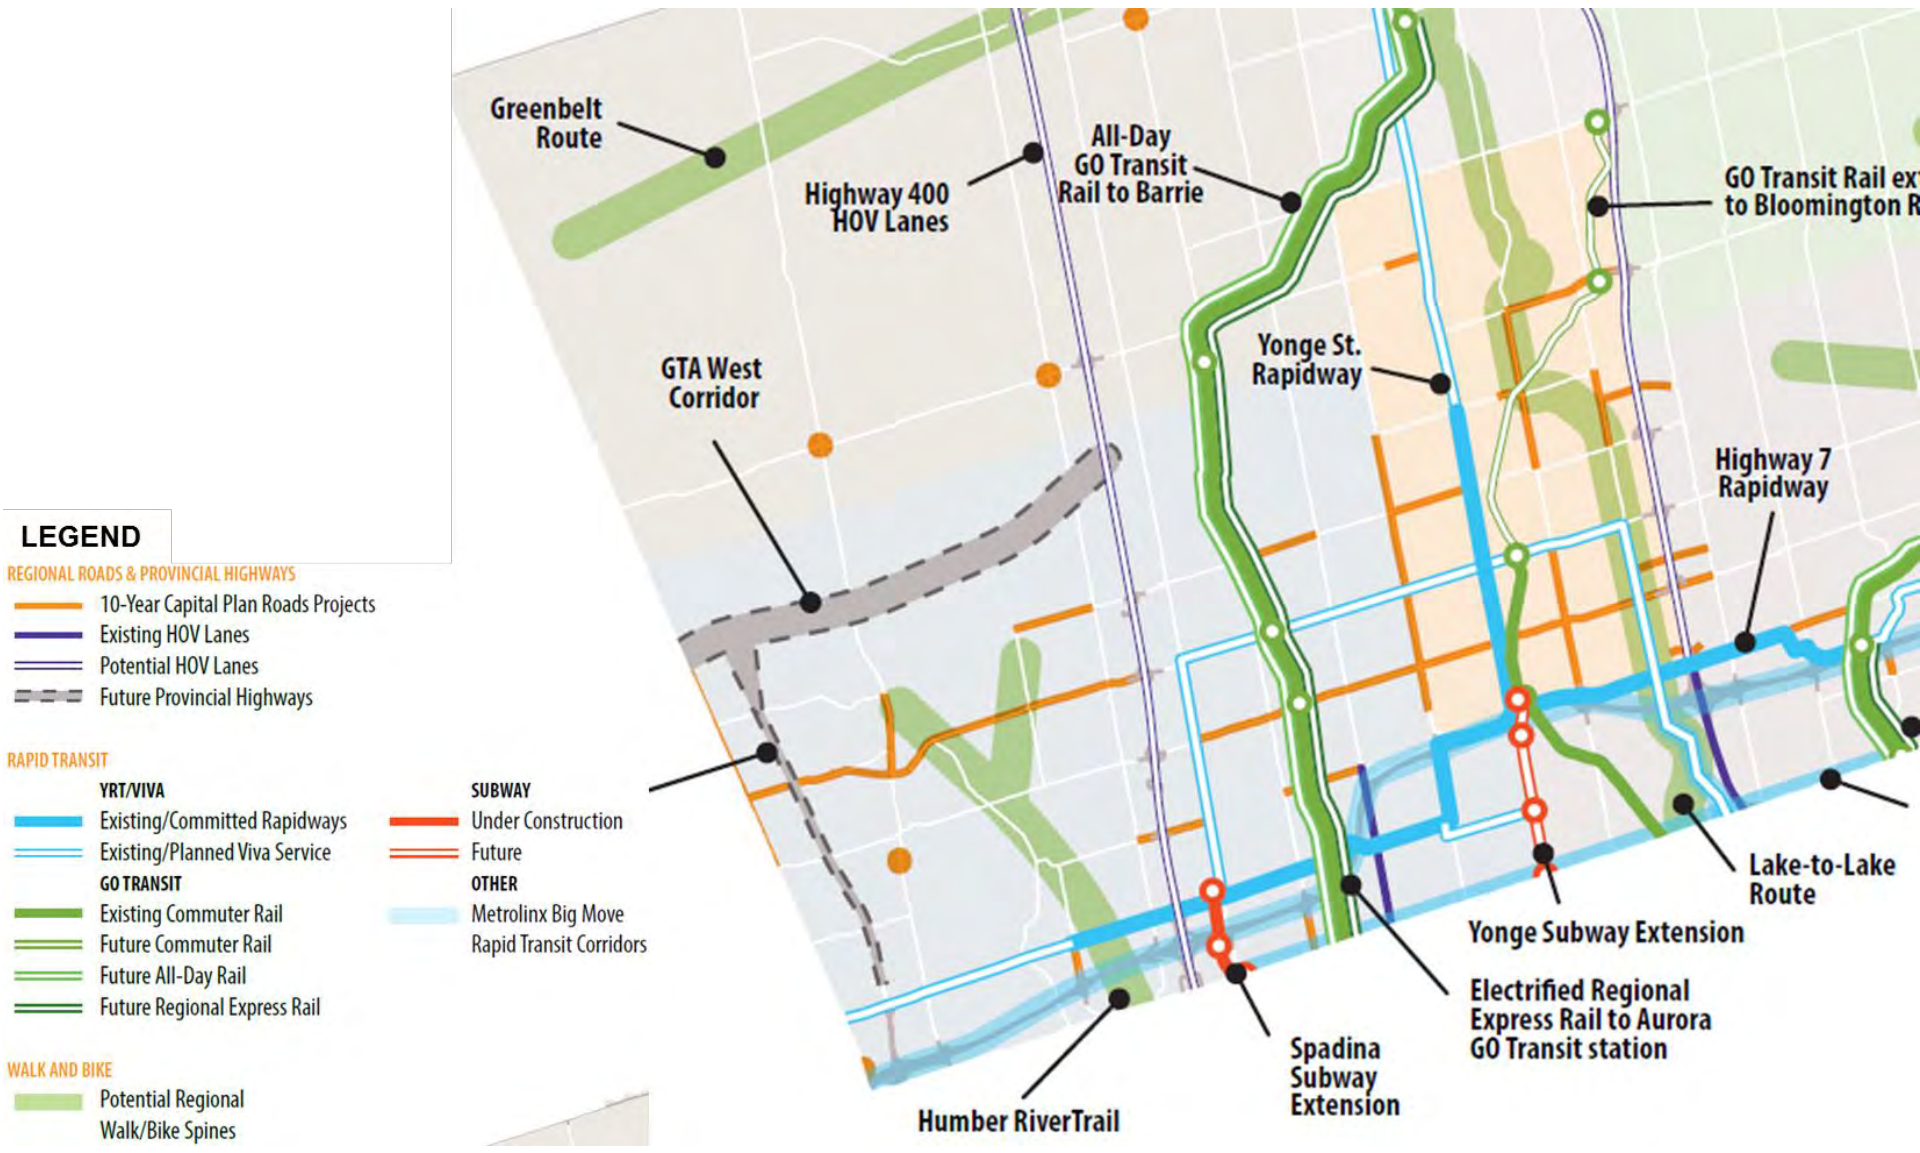 Greenbelt
Route
Highway 400
HOV Lanes
All-Day
GO Transit
Rail to Barrie
GO Transit Rail
to Bloomington
Yonge St.
Rapidway
GTA West
Corridor
Highway 7
Rapidway
Lake-to-Lake
Route
Yonge Subway Extension
Electrified Regional
Express Rail to Aurora
GO Transit station
Spadina
Subway
Extension
Humber RiverTrail
LEGEND
REGIONAL ROADS & PROVINCIAL HIGHWAYS
10-Year Capital Plan Roads Projects
Existing HOV Lanes
Potential HOV Lanes
Future Provincial Highways
RAPID TRANSIT
YRT/VIVA
Existing/Committed Rapidways
Existing/Planned Viva Service
GO TRANSIT
Existing Commuter Rail
Future Commuter Rail
Future All-Day Rail
Future Regional Express Rail
SUBWAY
Under Construction
Future
OTHER
Metrolinx Big Move
Rapid Transit Corridors
WALK AND BIKE
Potential Regional
Walk/Bike Spines